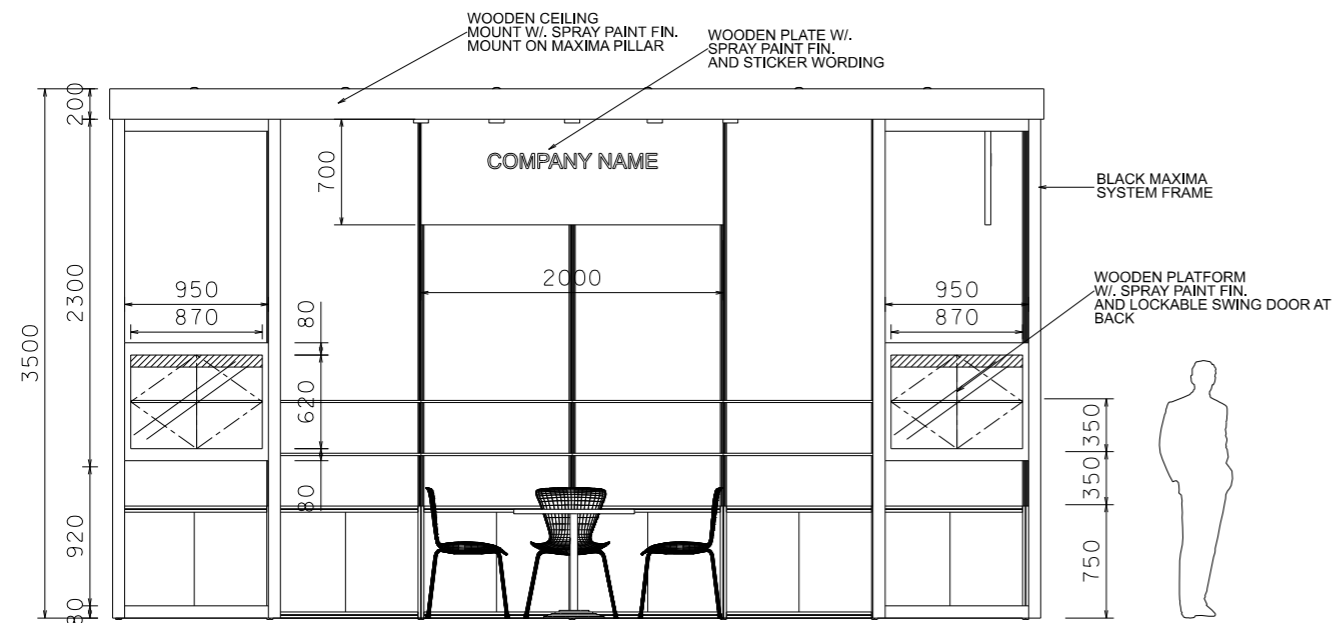 WOODEN CEILING
MOUNT W/. SPRAY PAINT FIN.
MOUNT ON MAXIMA PILLAR
WOODEN PLATE W/.
SPRAY PAINT FIN.
AND STICKER WORDING
200
700
COMPANY NAME
BLACK MAXIMA
SYSTEM FRAME
2300
3500
2000
950
870
80
950
870
WOODEN PLATFORM
W/. SPRAY PAINT FIN.
AND LOCKABLE SWING DOOR AT
BACK
620
350
350
80
920
750
80